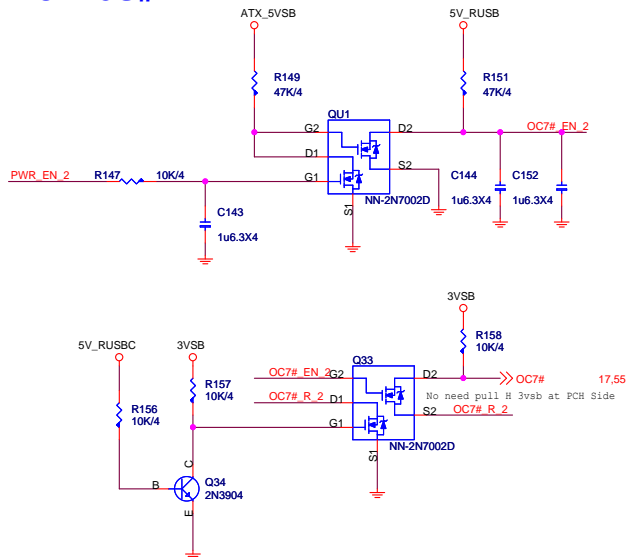 ATX_5VSB
5V_RUSB
R149
47K/4
R151
47K/4
QU1
G2
D2
OC7#_EN_2
D1
S2
PWR_EN_2
R147
10K/4
G1
C144
C152
S1
NN-2N7002D
1u6.3X4
1u6.3X4
C143
1u6.3X4
3VSB
5V_RUSBC
3VSB
R158
10K/4
Q33
R157
10K/4
OC7#_EN_2
G2
D2
OC7#
17,55
No need pull H 3vsb at PCH Side
R156
10K/4
OC7#_R_2
D1
S2
OC7#_R_2
G1
S1
NN-2N7002D
C
B
Q34
2N3904
E